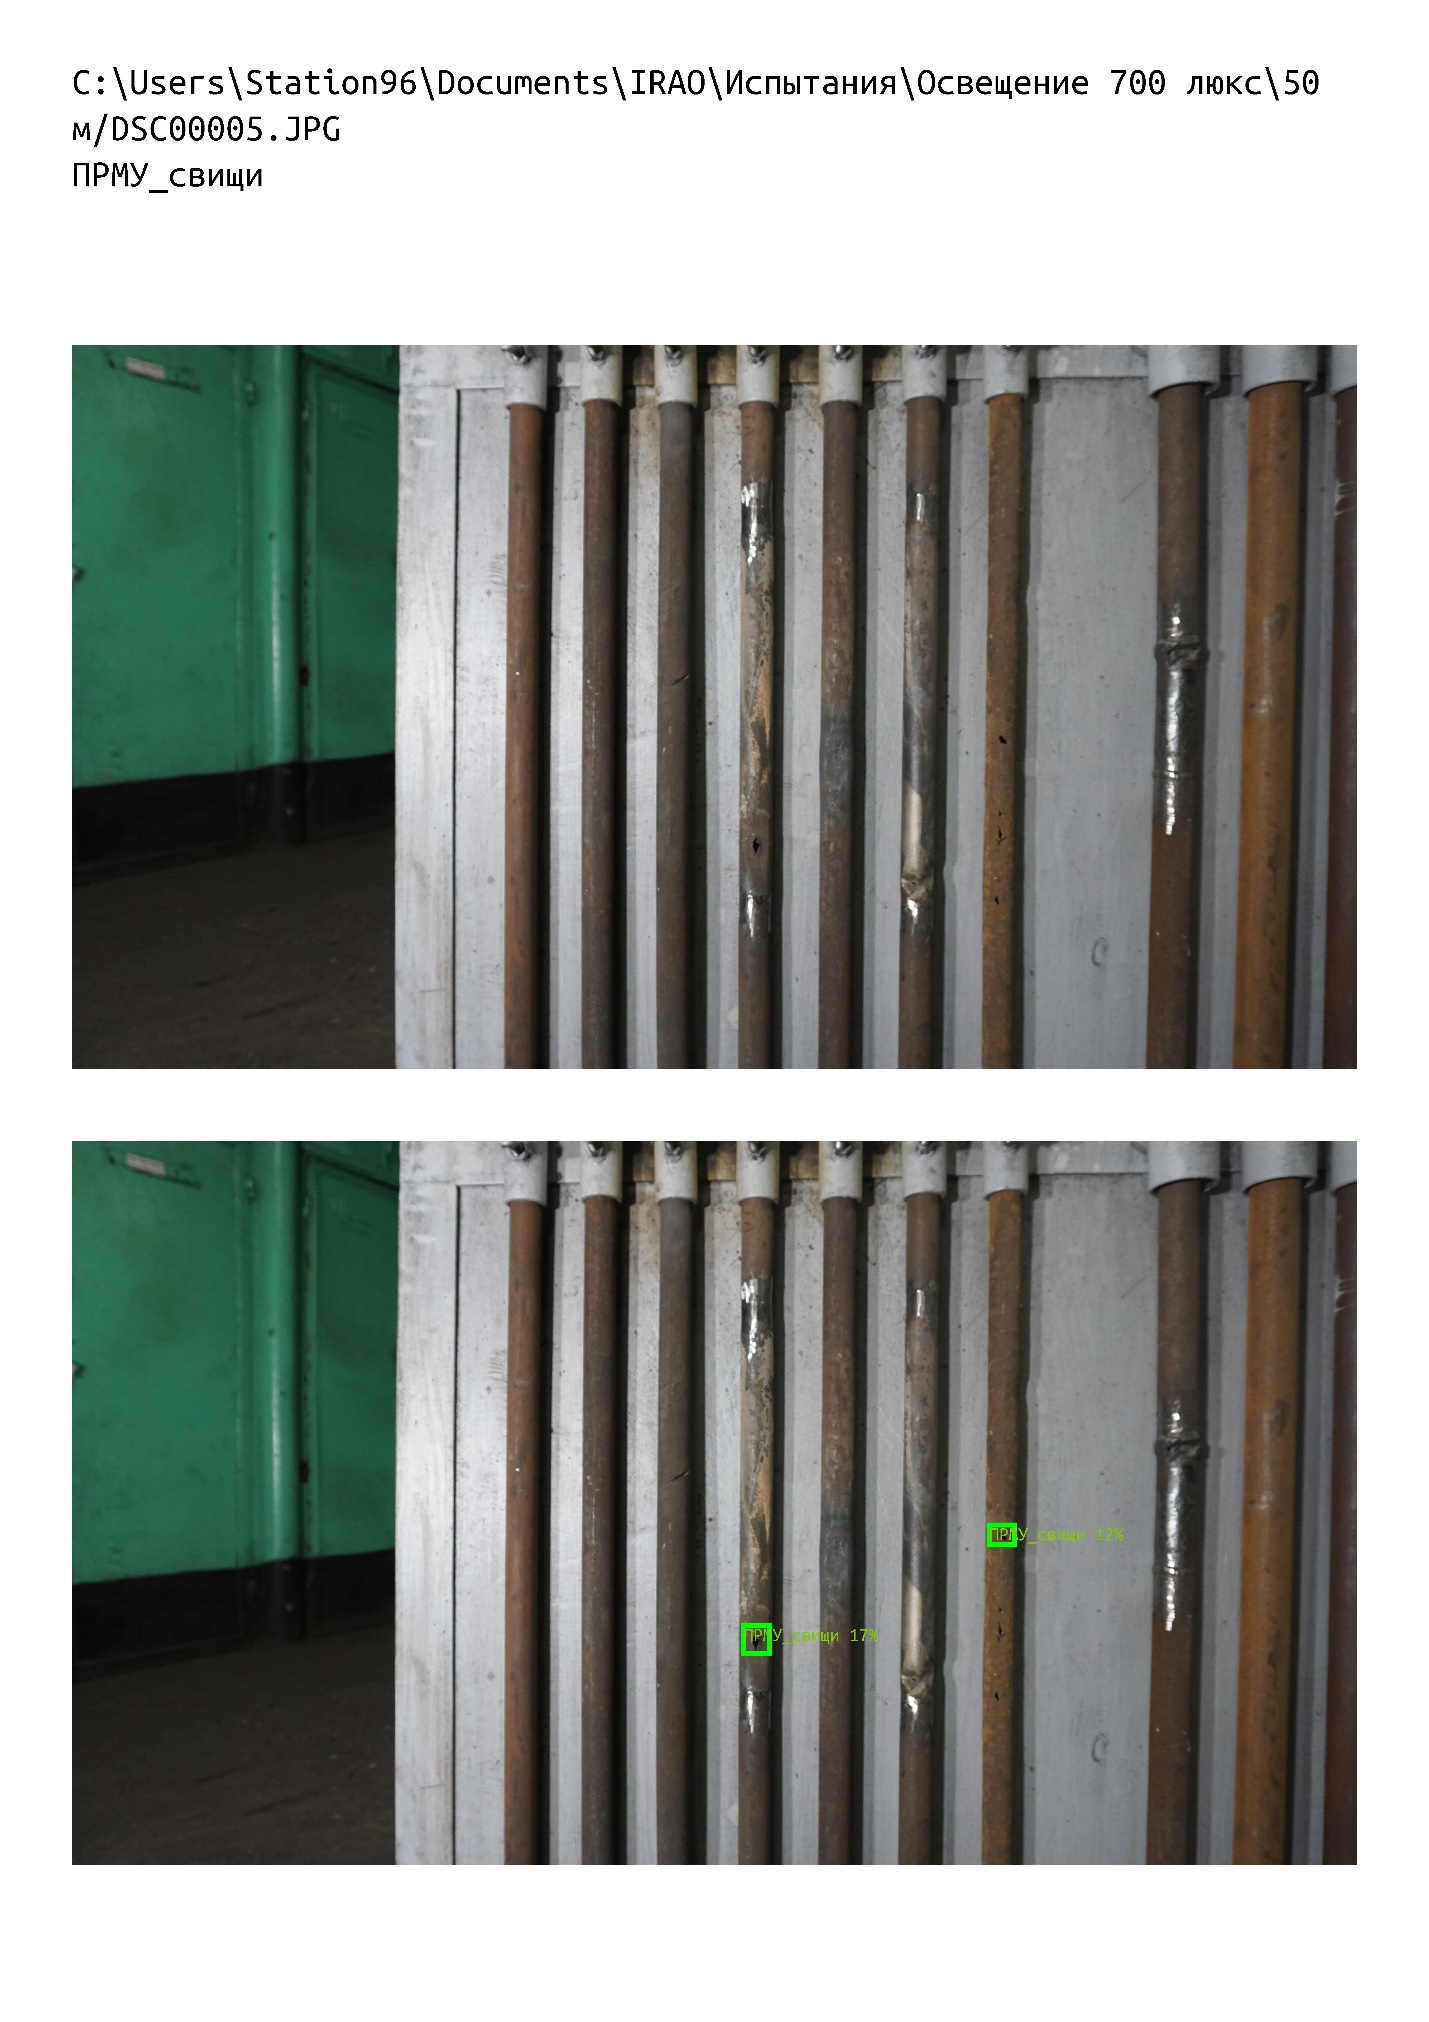 C:\Users\Station96\Documents\IRAO\Испытания\Освещение 700 люкс\50
м/DSC00005.JPG
ПРМУ_свищи
ПРМУ_свищи 12%
ПРМУ_свищи 17%